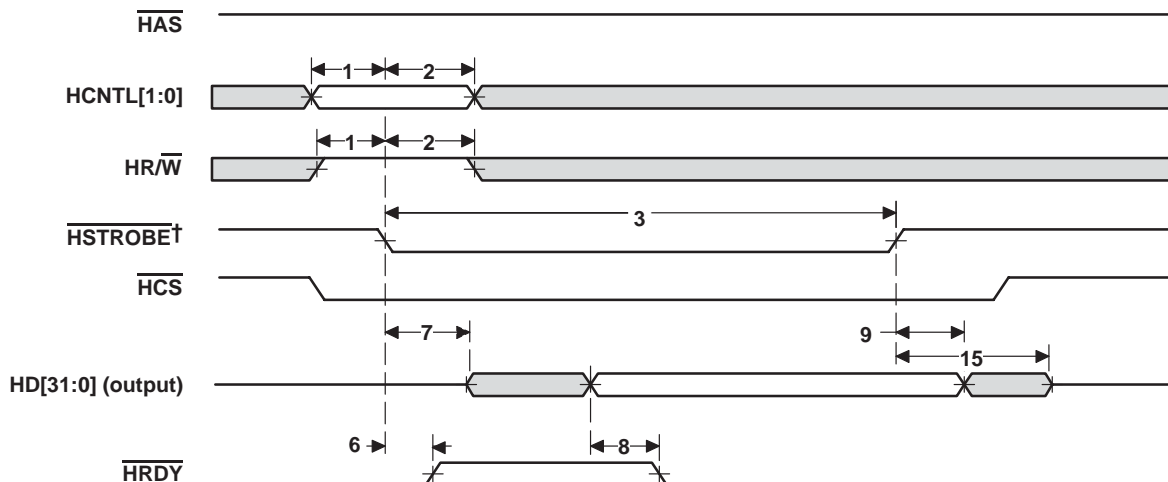 HAS
1 2
HCNTL[1:0]
1 2
HR/W
3
HSTROBE†
HCS
7 9
15
HD[31:0] (output)
6 8
HRDY